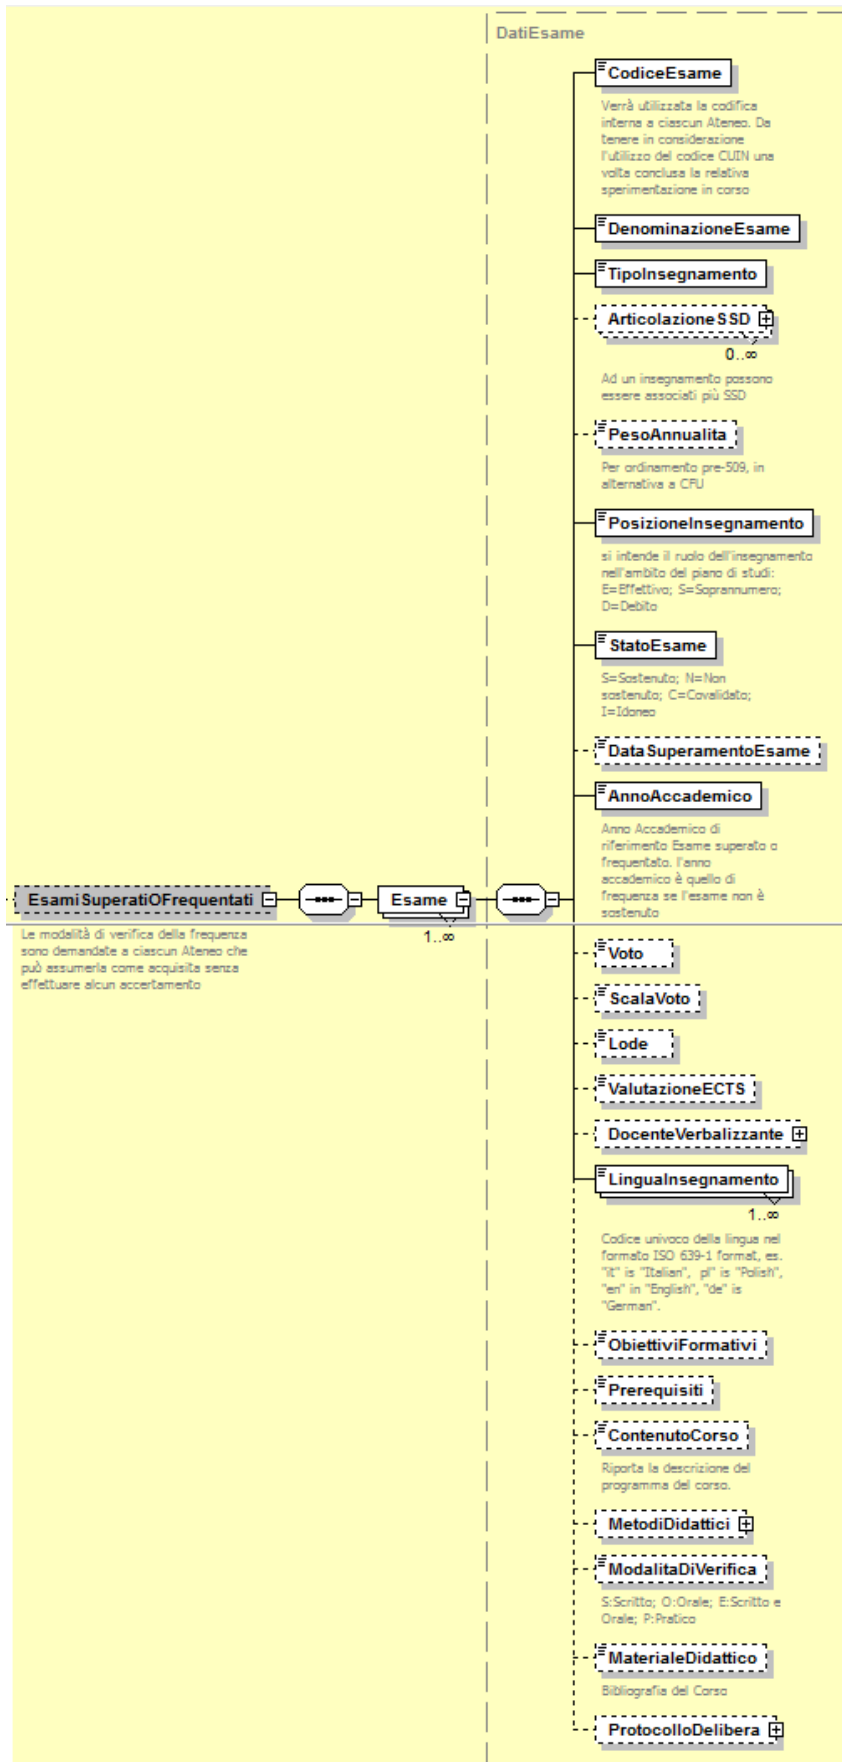 DatiEsame
CodiceEsame
Verrà utilizzata la codifica
interna a ciascun Ateneo. Da
tenere in considerazione
l'utilizzo del codice CUIN una
volta conclusa la relativa
sperimentazione in corso
DenominazioneEsame
TipoInsegnamento
ArticolazioneSSD
0..∞
Ad un insegnamento possono
essere associati più SSD
PesoAnnualita
Per ordinamento pre-509, in
alternativa a CFU
PosizioneInsegnamento
si intende il ruolo dell'insegnamento
nell'ambito del piano di studi:
E=Effettivo; S=Soprannumero;
D=Debito
StatoEsame
S=Sostenuto; N=Non
sostenuto; C=Covalidato;
I=Idoneo
DataSuperamentoEsame
AnnoAccademico
Anno Accademico di
riferimento Esame superato o
frequentato. l'anno
accademico è quello di
frequenza se l'esame non è
sostenuto
EsamiSuperatiOFrequentati
Le modalità di verifica della frequenza
sono demandate a ciascun Ateneo che
può assumerla come acquisita senza
effettuare alcun accertamento
Esame
1..∞
Voto
ScalaVoto
Lode
ValutazioneECTS
DocenteVerbalizzante
LinguaInsegnamento
1..∞
Codice univoco della lingua nel
formato ISO 639-1 format, es.
"it" is "Italian", pl" is "Polish",
"en" in "English", "de" is
"German".
ObiettiviFormativi
Prerequisiti
ContenutoCorso
Riporta la descrizione del
programma del corso.
MetodiDidattici
ModalitaDiVerifica
S:Scritto; O:Orale; E:Scritto e
Orale; P:Pratico
MaterialeDidattico
Bibliografia del Corso
ProtocolloDelibera